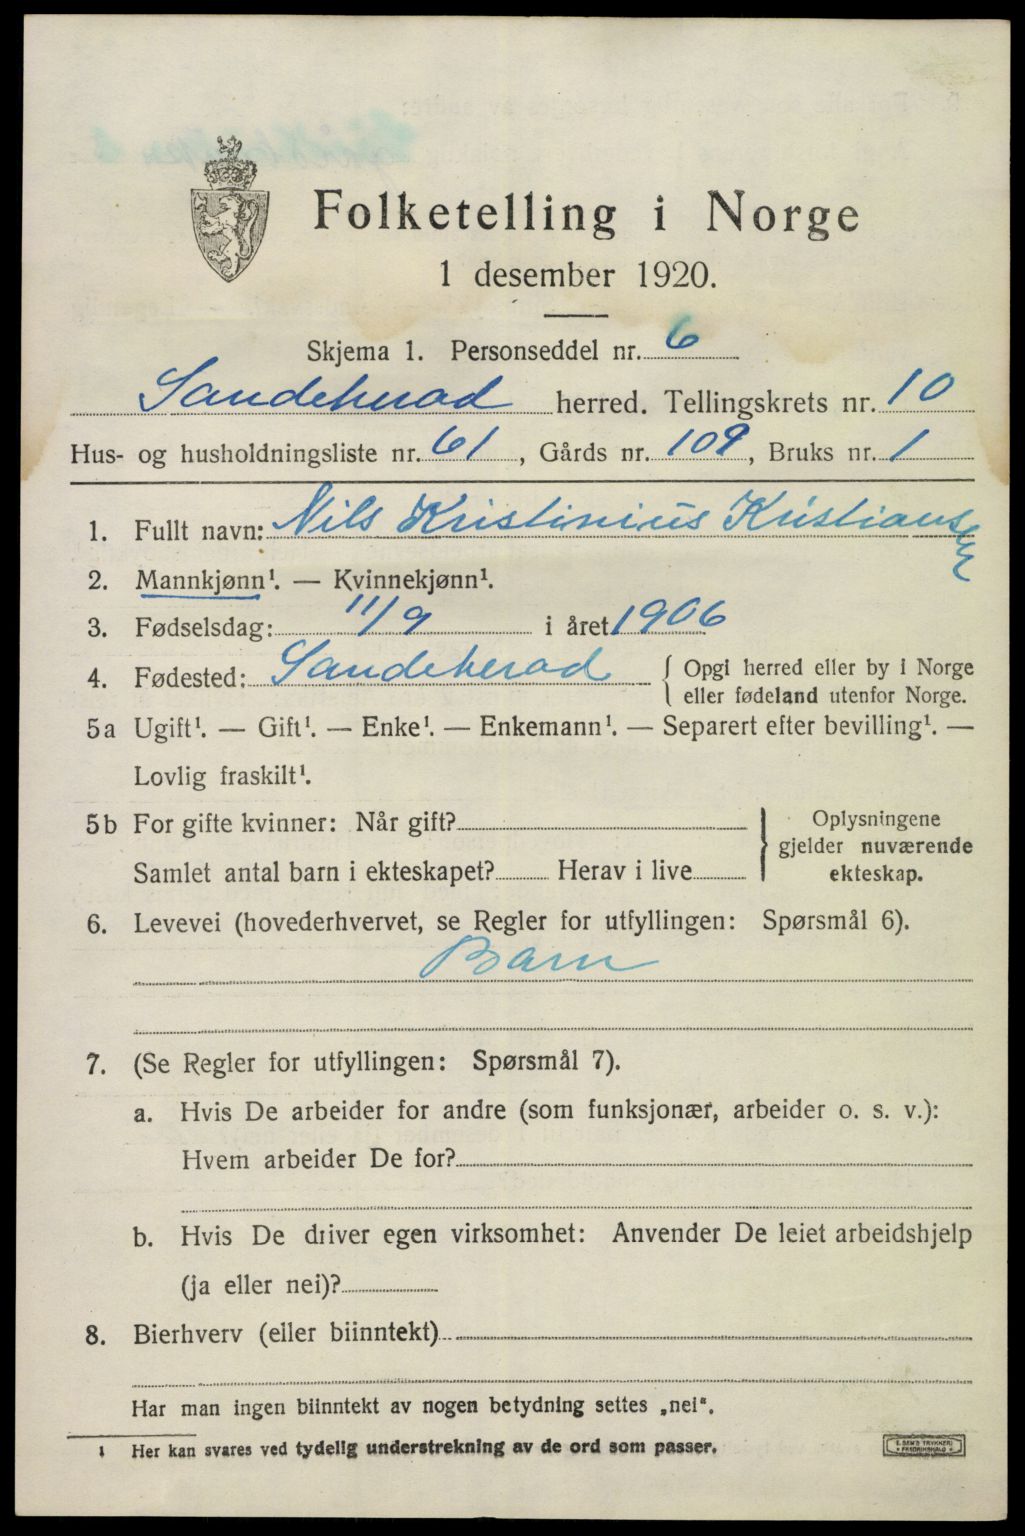 Folketelling i Norge
1 desember 1920.
Skjema 1. Personseddel nr. 6
Sandeherad herred. Tellingskrets nr. 10
Hus- og husholdningsliste nr. 61, Gårds nr. 109, Bruks nr. 1
1. Fullt navn: Nils Kristinius Kristiansen
2. Mannkjønn¹. — Kvinnekjønn¹.
3. Fødselsdag: 11/9 i året 1906
4. Fødested: Sandeherad { Opgi herred eller by i Norge
eller fødeland utenfor Norge.
5a Ugift¹. — Gift¹. — Enke¹. — Enkemann¹. — Separert efter bevilling¹. —
Lovlig fraskilt¹.
5b For gifte kvinner: Når gift?
Samlet antal barn i ekteskapet? Herav i live
} Oplysningene
gjelder nuværende
ekteskap.
6. Levevei (hovederhvervet, se Regler for utfyllingen: Spørsmål 6).
Barn
7. (Se Regler for utfyllingen: Spørsmål 7).
a. Hvis De arbeider for andre (som funksjonær, arbeider o. s. v.):
Hvem arbeider De for?
b. Hvis De driver egen virksomhet: Anvender De leiet arbeidshjelp
(ja eller nei)?
8. Bierhverv (eller biinntekt)
Har man ingen biinntekt av nogen betydning settes „nei“.
1 Her kan svares ved tydelig understrekning av de ord som passer.
E. SEM'S TRYKKERI
FREDRIKSHALD